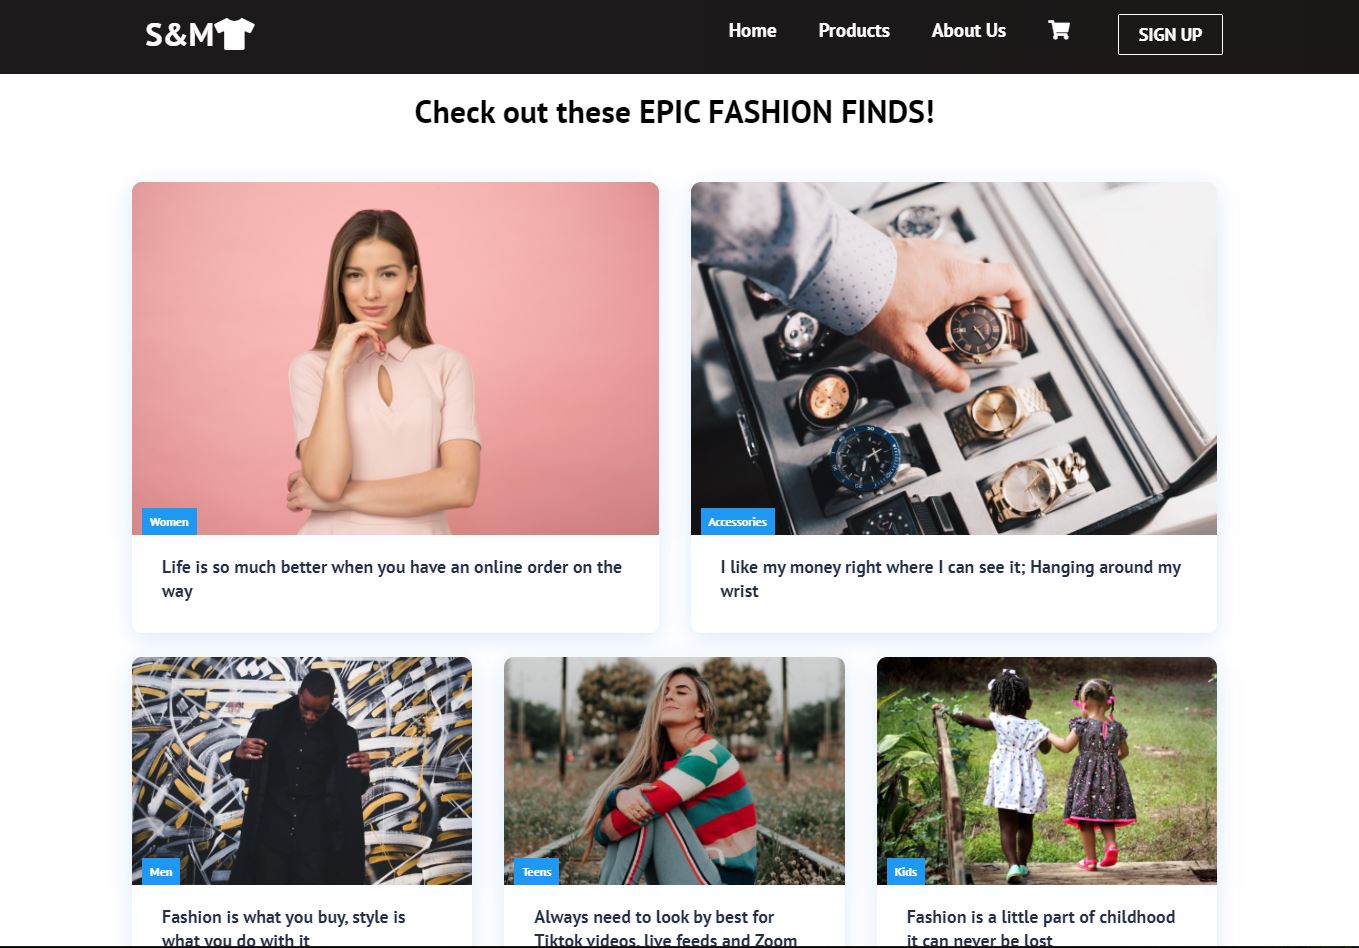 S&M
Home Products About Us SIGN UP
Check out these EPIC FASHION FINDS!
Women
Life is so much better when you have an online order on the
way
Accessories
I like my money right where I can see it; Hanging around my
wrist
Men
Fashion is what you buy, style is
what you do with it
Teens
Always need to look by best for
Tiktok videos, live feeds and Zoom
Kids
Fashion is a little part of childhood
it can never be lost